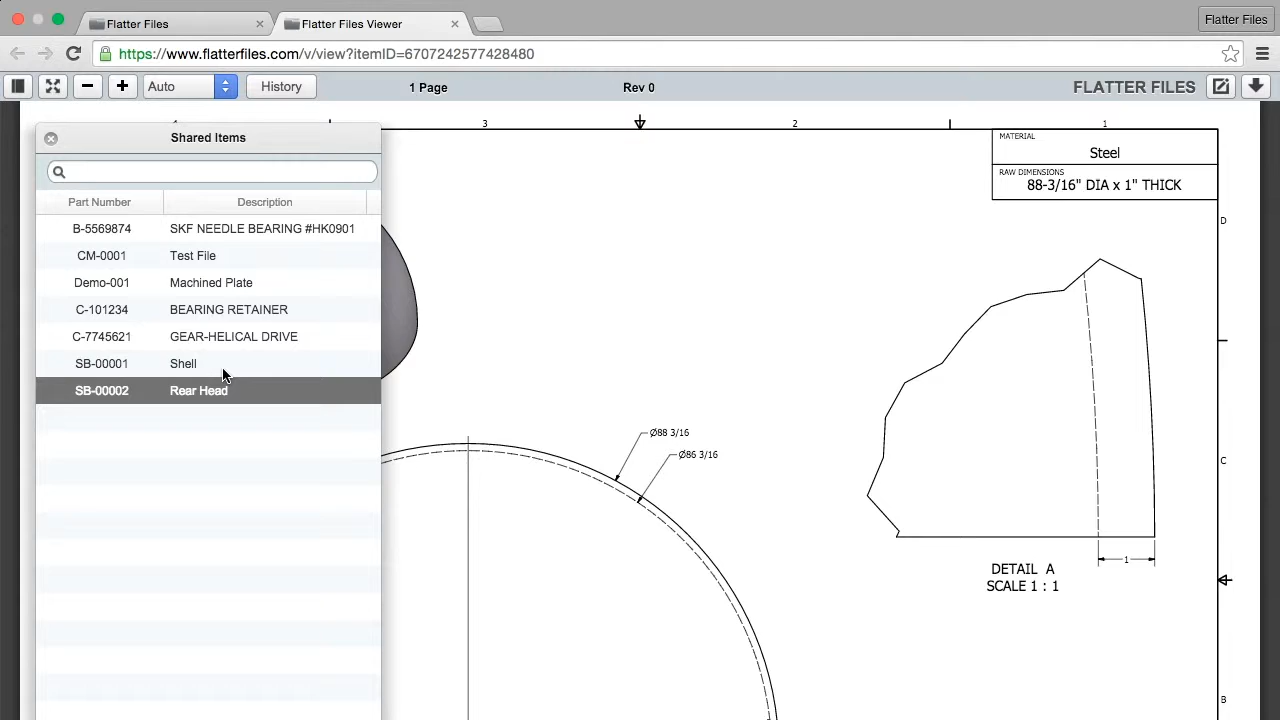 Flatter Files
Flatter Files Viewer
Flatter Files
https://www.flatterfiles.com/v/view?itemID=6707242577428480
Auto
History
1 Page
Rev 0
FLATTER FILES
3
2
1
Shared Items
MATERIAL
Steel
RAW DIMENSIONS
88-3/16" DIA x 1" THICK
Part Number Description
D
B-5569874 SKF NEEDLE BEARING #HK0901
CM-0001 Test File
Demo-001 Machined Plate
C-101234 BEARING RETAINER
C-7745621 GEAR-HELICAL DRIVE
SB-00001 Shell
SB-00002 Rear Head
Ø88 3/16
Ø86 3/16
C
1
DETAIL A
SCALE 1 : 1
B